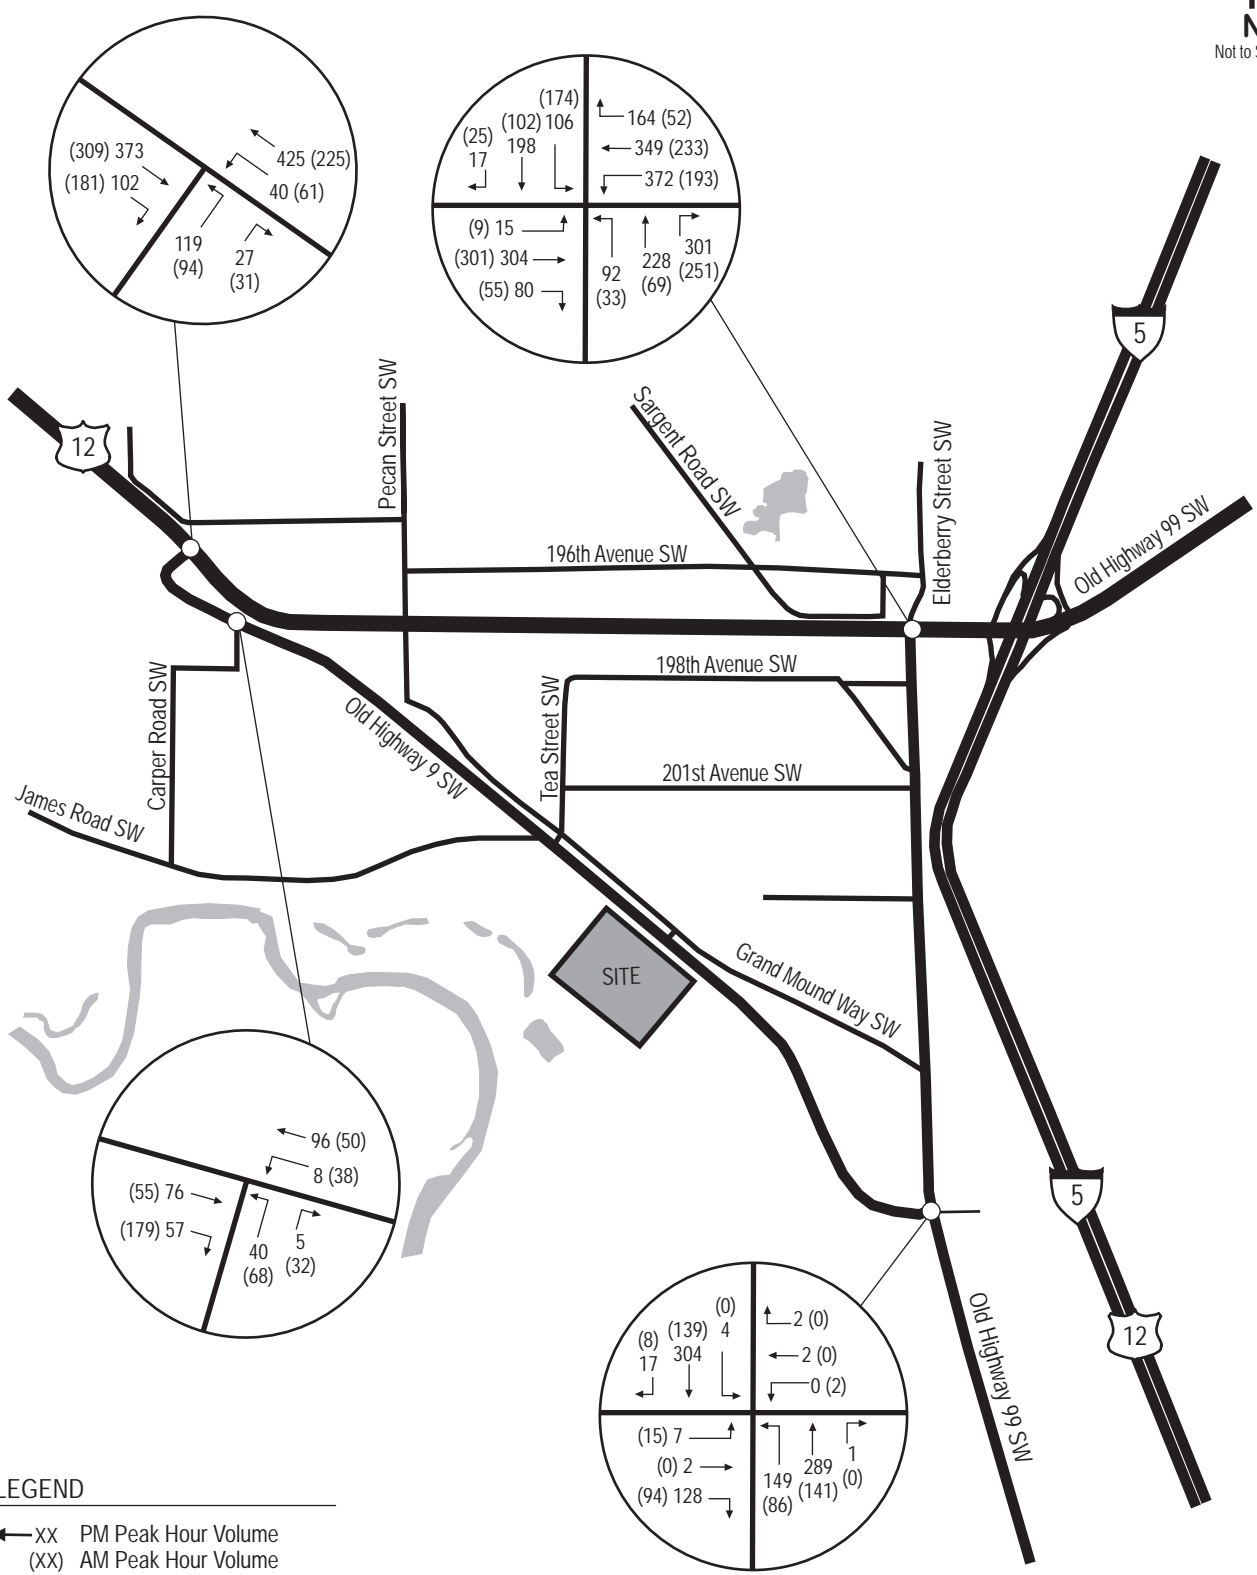 N
Not to S
(309) 373
(181) 102
425 (225)
40 (61)
119
(94)
27
(31)
(174)
(102) 106
(25) 198
17
164 (52)
349 (233)
372 (193)
(9) 15
(301) 304
(55) 80
92
(33)
228
(69)
301
(251)
5
12
Pecan Street SW
Sargent Road SW
Elderberry Street SW
Old Highway 99 SW
196th Avenue SW
198th Avenue SW
Tea Street SW
201st Avenue SW
Carper Road SW
Old Highway 9 SW
James Road SW
SITE
Grand Mound Way SW
96 (50)
8 (38)
(55) 76
(179) 57
40
(68)
5
(32)
5
12
Old Highway 99 SW
(0)
(139) 4
(8) 304
17
2 (0)
2 (0)
0 (2)
(15) 7
(0) 2
(94) 128
149
(86)
289
(141)
1
(0)
LEGEND
XX PM Peak Hour Volume
(XX) AM Peak Hour Volume